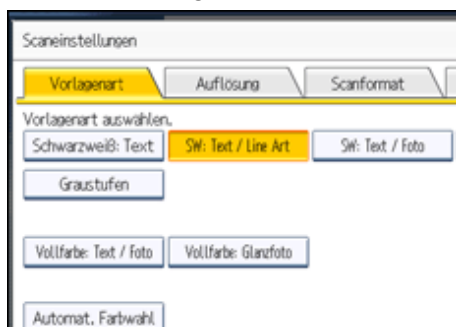 Scaneinstellungen
Vorlagenart Auflösung Scanformat
Vorlagenart auswählen.
Schwarzweiß: Text SW: Text / Line Art SW: Text / Foto
Graustufen
Vollfarbe: Text / Foto Vollfarbe: Glanzfoto
Automat. Farbwahl